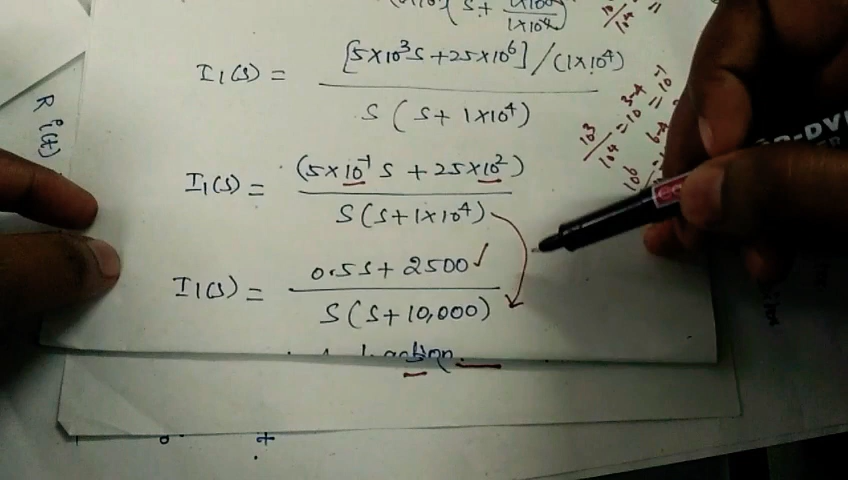 I1(s) = [5×10³s + 25×10⁶] / (1×10⁴)
s(s + 1×10⁴)
I1(s) = (5×10⁻¹ s + 25×10²)
s(s + 1×10⁴)
I1(s) = 0.5s + 2500 ✓
s(s + 10,000)
10³
10⁴ = 10³⁻⁴ = 10⁻¹
10⁶
R
i(t)